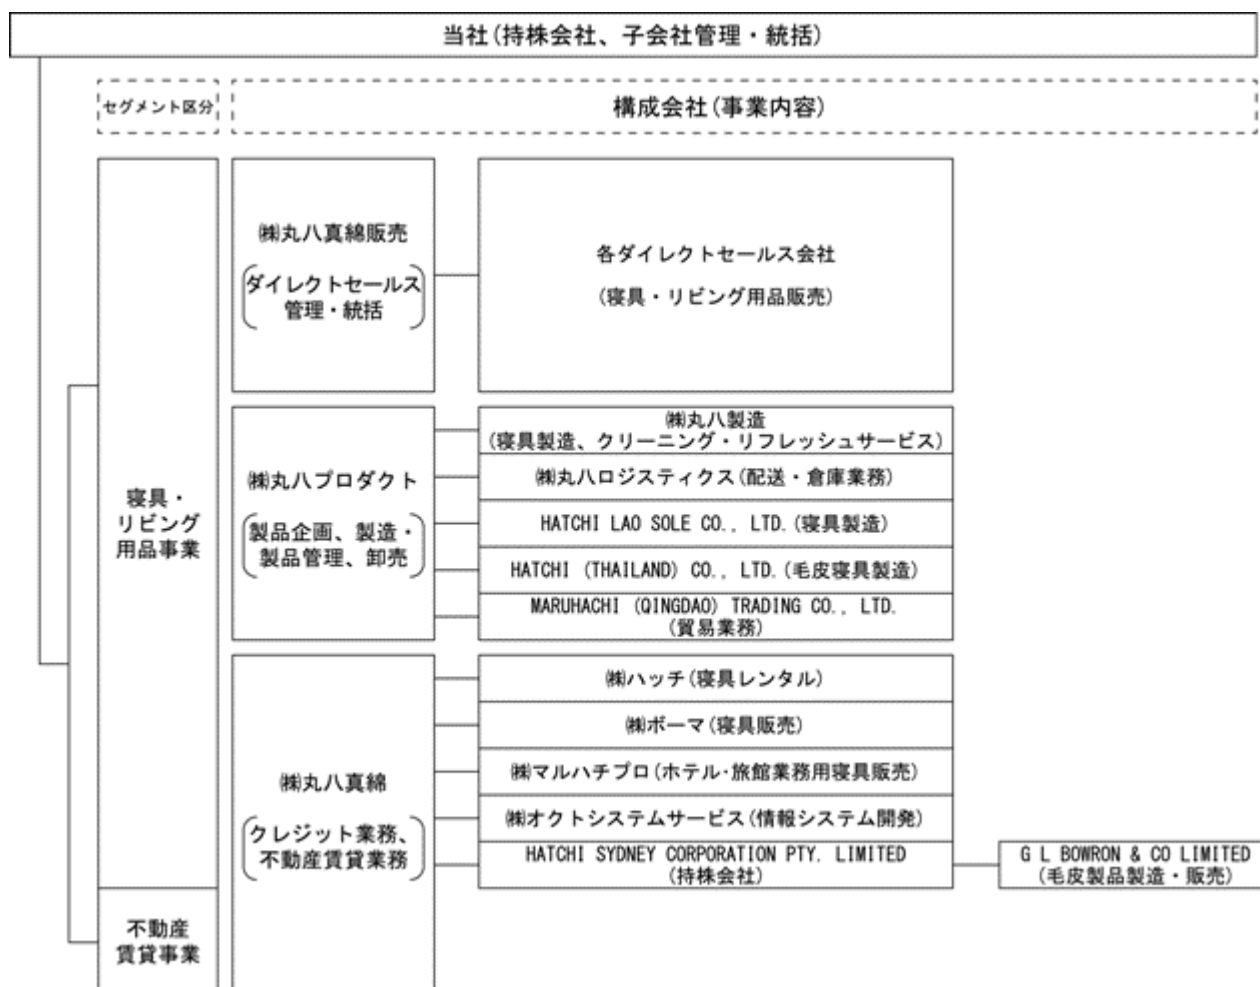 当社(持株会社、子会社管理・統括)
セグメント区分
構成会社(事業内容)
寝具・
リビング
用品事業
㈱丸八真綿販売
ダイレクトセールス
管理・統括
各ダイレクトセールス会社
(寝具・リビング用品販売)
㈱丸八プロダクト
製品企画、製造・
製品管理、卸売
㈱丸八製造
(寝具製造、クリーニング・リフレッシュサービス)
㈱丸八ロジスティクス(配送・倉庫業務)
HATCHI LAO SOLE CO., LTD.(寝具製造)
HATCHI (THAILAND) CO., LTD.(毛皮寝具製造)
MARUHACHI (QINGDAO) TRADING CO., LTD.
(貿易業務)
㈱丸八真綿
クレジット業務、
不動産賃貸業務
㈱ハッチ(寝具レンタル)
㈱ボーマ(寝具販売)
㈱マルハチプロ(ホテル･旅館業務用寝具販売)
㈱オクトシステムサービス(情報システム開発)
HATCHI SYDNEY CORPORATION PTY. LIMITED
(持株会社)
G L BOWRON & CO LIMITED
(毛皮製品製造・販売)
不動産
賃貸事業